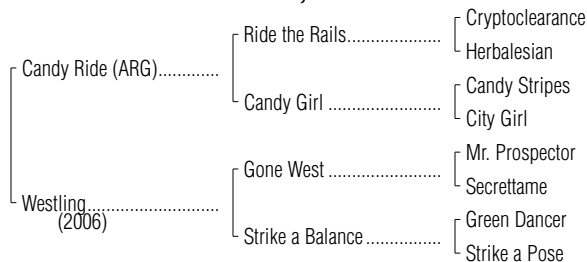 Cryptoclearance
Ride the Rails....................
Herbalesian
Candy Ride (ARG).............
Candy Stripes
Candy Girl ........................
City Girl
Mr. Prospector
Gone West ........................
Secrettame
Westling............................
(2006)
Green Dancer
Strike a Balance................
Strike a Pose